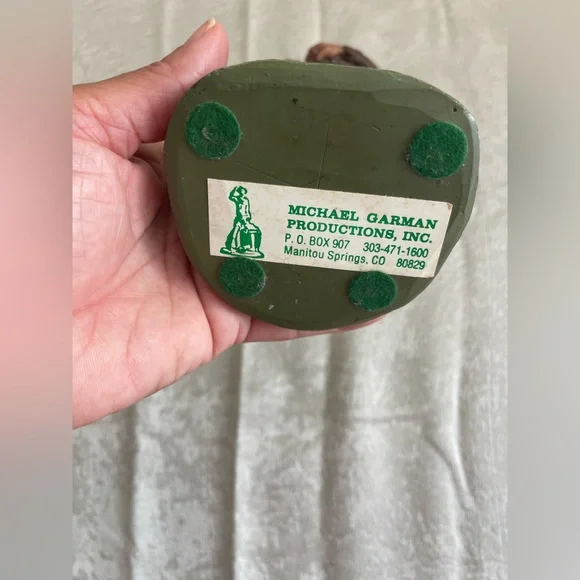 MICHAEL GARMAN
PRODUCTIONS, INC.
P. O. BOX 907 303-471-1600
Manitou Springs, CO 80829